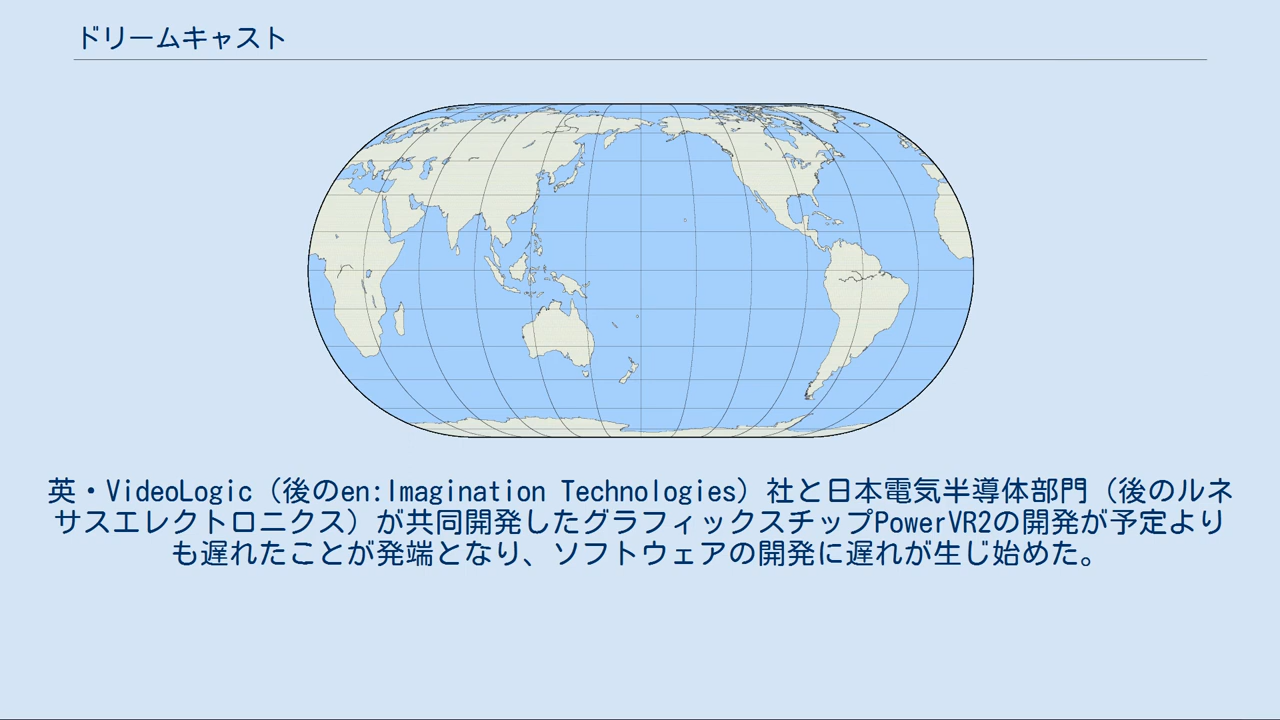 ドリームキャスト
英・VideoLogic（後のen:Imagination Technologies）社と日本電気半導体部門（後のルネ
サスエレクトロニクス）が共同開発したグラフィックスチップPowerVR2の開発が予定より
も遅れたことが発端となり、ソフトウェアの開発に遅れが生じ始めた。